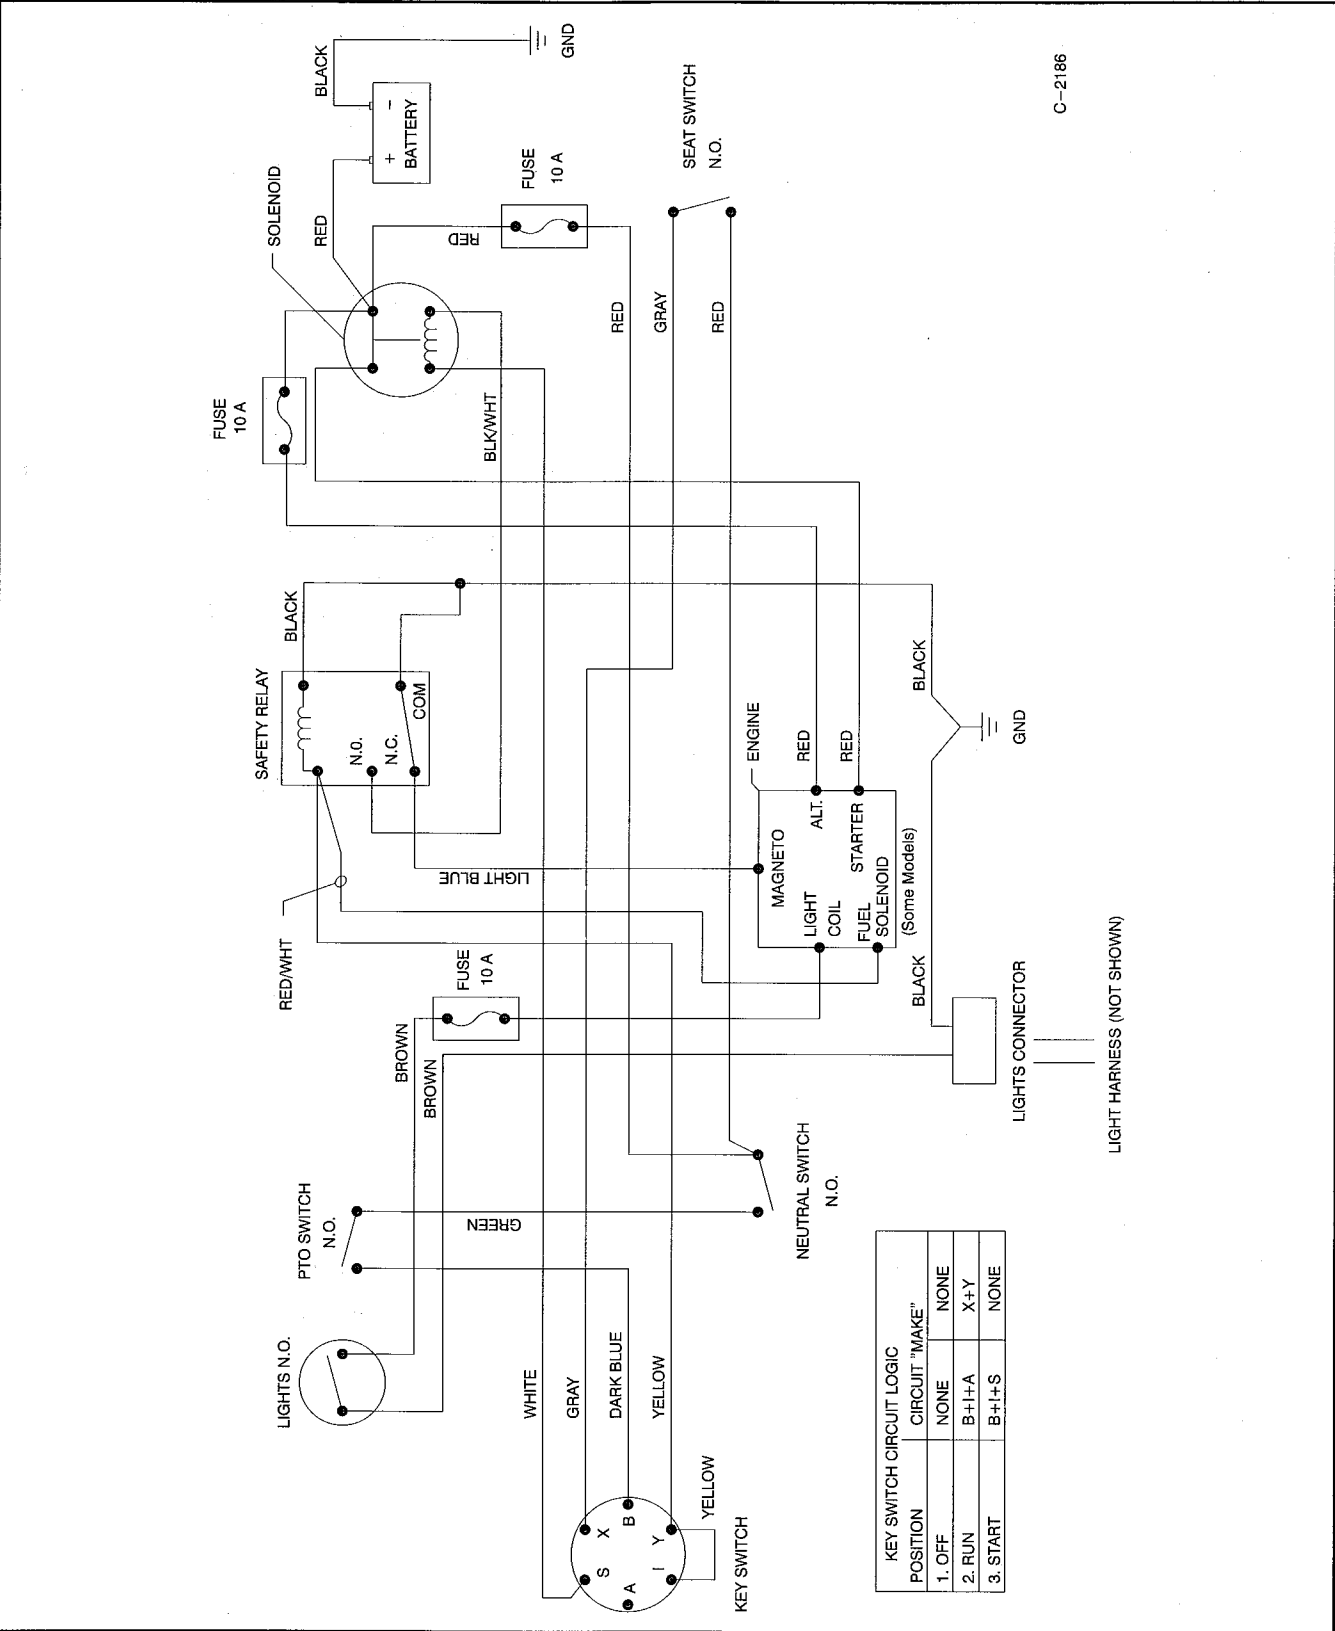 BLACK
GND
BATTERY
+
−
SOLENOID
RED
RED
FUSE
10 A
SEAT SWITCH
N.O.
C−2186
FUSE
10 A
BLK/WHT
RED
GRAY
RED
SAFETY RELAY
BLACK
N.O.
N.C.
COM
LIGHT BLUE
RED/WHT
ENGINE
RED
RED
MAGNETO
ALT.
STARTER
LIGHT
COIL
FUEL
SOLENOID
(Some Models)
BLACK
GND
BLACK
FUSE
10 A
BROWN
BROWN
LIGHTS CONNECTOR
LIGHT HARNESS (NOT SHOWN)
PTO SWITCH
N.O.
GREEN
NEUTRAL SWITCH
N.O.
LIGHTS N.O.
WHITE
GRAY
DARK BLUE
YELLOW
S X
A B
I Y
YELLOW
KEY SWITCH
KEY SWITCH CIRCUIT LOGIC
POSITION CIRCUIT "MAKE"
1. OFF NONE NONE
2. RUN B+I+A X+Y
3. START B+I+S NONE